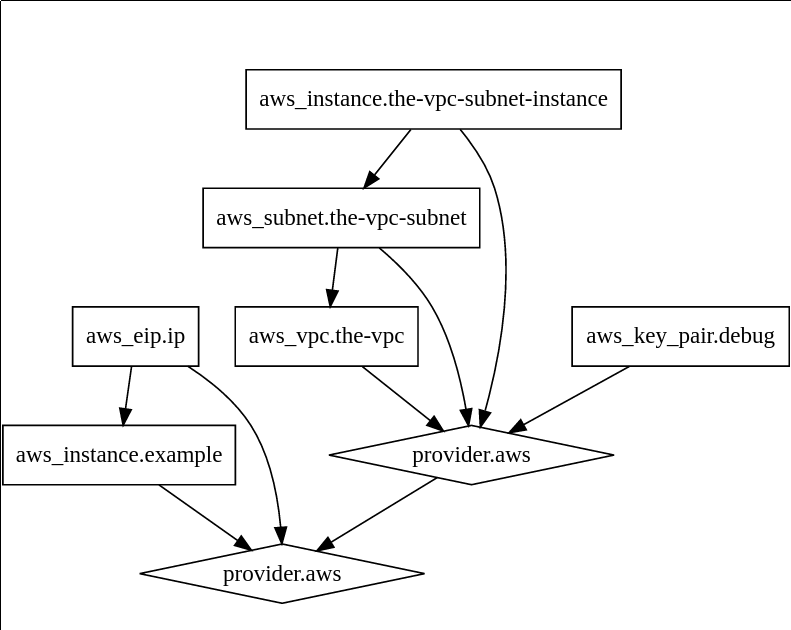 aws_instance.the-vpc-subnet-instance
aws_subnet.the-vpc-subnet
aws_eip.ip
aws_vpc.the-vpc
aws_key_pair.debug
aws_instance.example
provider.aws
provider.aws